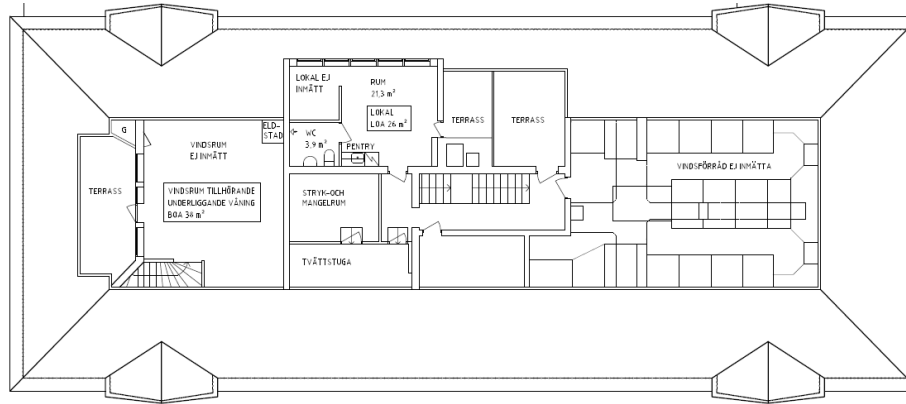 LOKAL EJ
INMÄTT
RUM
21,3 m²
LOKAL
LOA 26 m²
TERRASS
TERRASS
G
ELD-
STAD
WC
3,9 m²
PENTRY
VINDSRUM
EJ INMÄTT
VINDSFÖRRÅD EJ INMÄTTA
TERRASS
VINDSRUM TILLHÖRANDE
UNDERLIGGANDE VÅNING
BOA 38 m²
STRYK-OCH
MANGELRUM
TVÄTTSTUGA